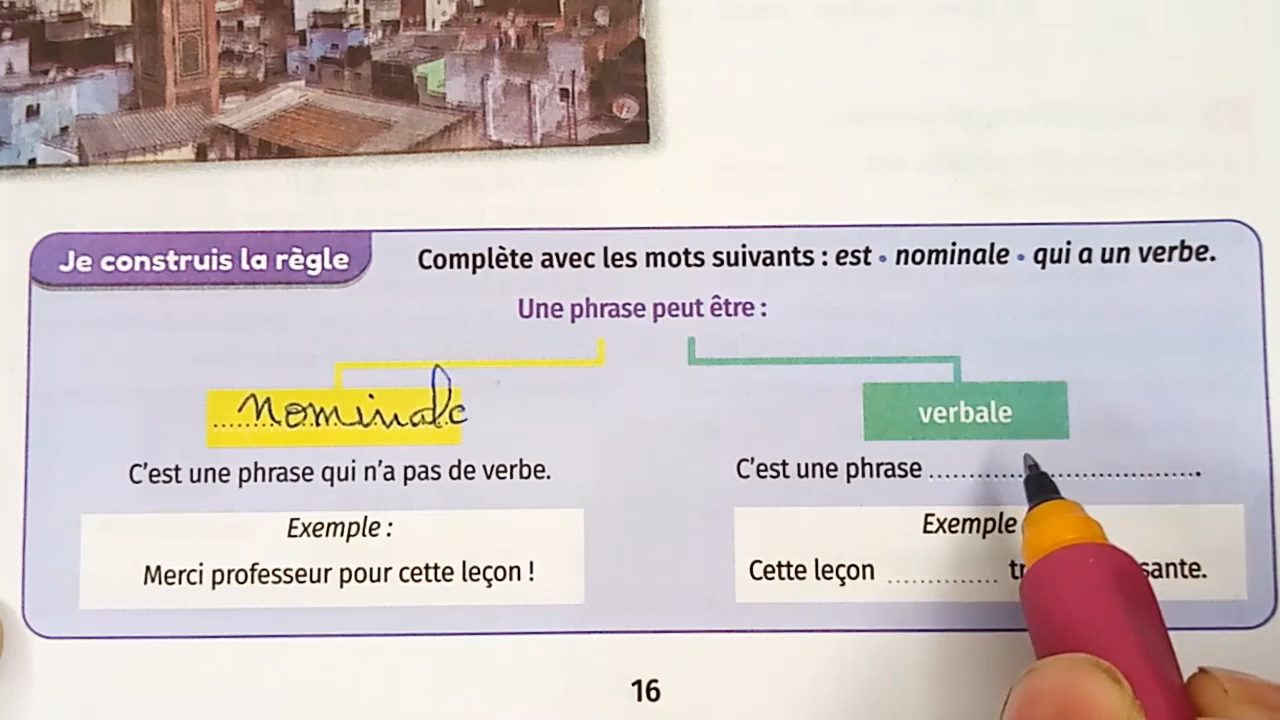 Je construis la règle
Complète avec les mots suivants : est • nominale • qui a un verbe.
Une phrase peut être :
nominale
verbale
C'est une phrase qui n'a pas de verbe.
C'est une phrase ....................................
Exemple :
Merci professeur pour cette leçon !
Exemple
Cette leçon ..............
16